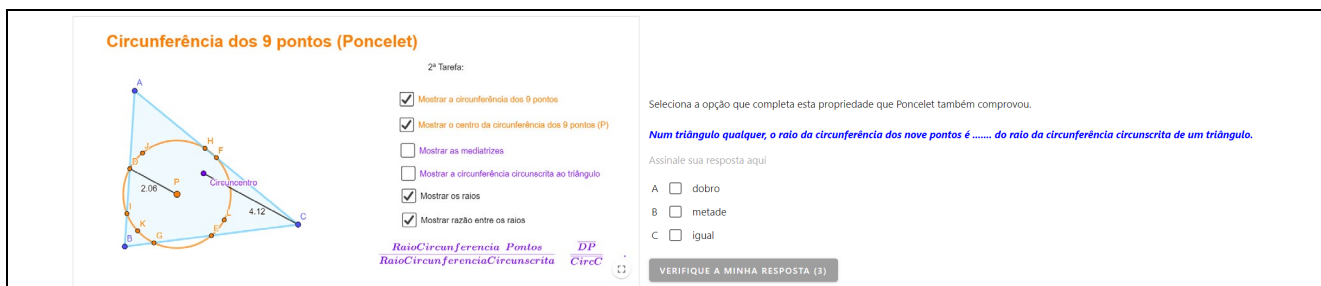 Circunferência dos 9 pontos (Poncelet)
2ª Tarefa:
Mostrar a circunferência dos 9 pontos
Mostrar o centro da circunferência dos 9 pontos (P)
Mostrar as mediatrizes
Mostrar a circunferência circunscrita ao triângulo
Mostrar os raios
Mostrar razão entre os raios
RaioCircunferencia Pontos
RaioCircunferenciaCircunscrita
DP
CircC
A
H
F
J
D
P
Circuncentro
2.06
4.12
I
L
C
K
E
B
G
Seleciona a opção que completa esta propriedade que Poncelet também comprovou.
Num triângulo qualquer, o raio da circunferência dos nove pontos é ....... do raio da circunferência circunscrita de um triângulo.
Assinale sua resposta aqui
A dobro
B metade
C igual
VERIFIQUE A MINHA RESPOSTA (3)